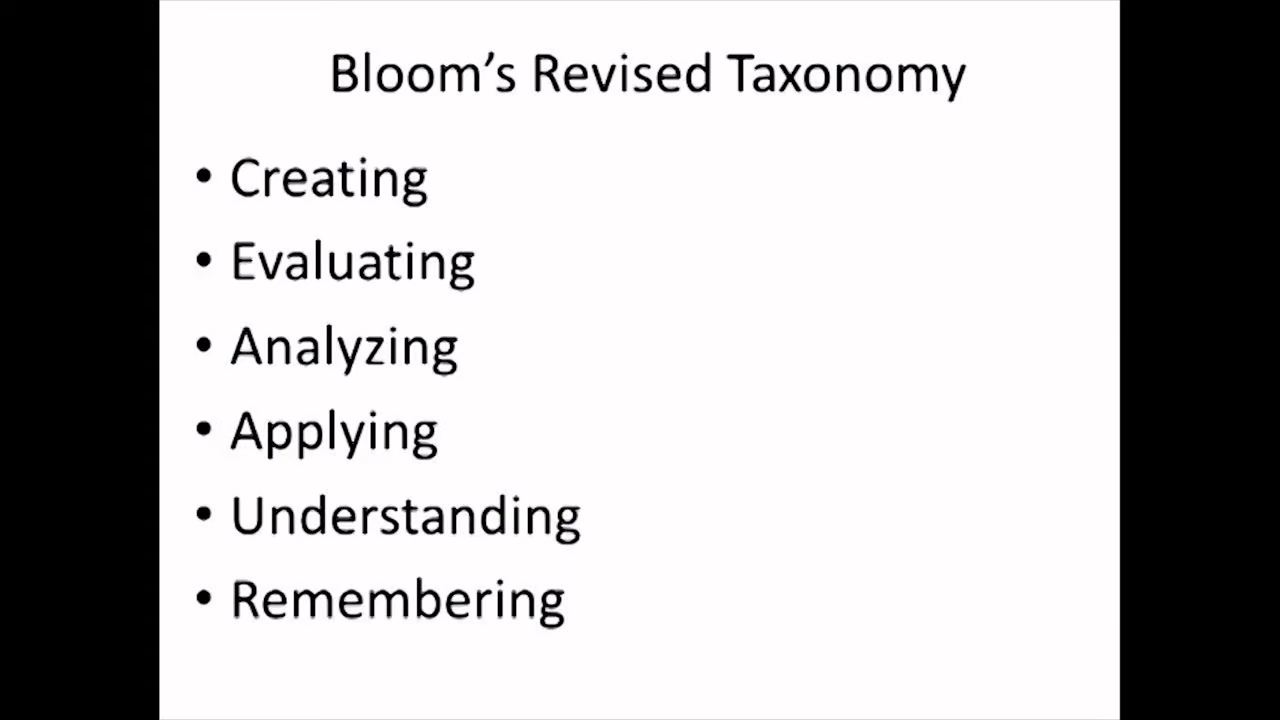 Bloom’s Revised Taxonomy
• Creating
• Evaluating
• Analyzing
• Applying
• Understanding
• Remembering